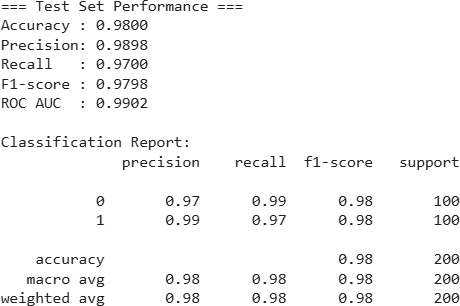 === Test Set Performance ===
Accuracy : 0.9800
Precision: 0.9898
Recall   : 0.9700
F1-score : 0.9798
ROC AUC  : 0.9902
Classification Report:
              precision    recall  f1-score   support
           0       0.97      0.99      0.98       100
           1       0.99      0.97      0.98       100
    accuracy                           0.98       200
   macro avg       0.98      0.98      0.98       200
weighted avg       0.98      0.98      0.98       200